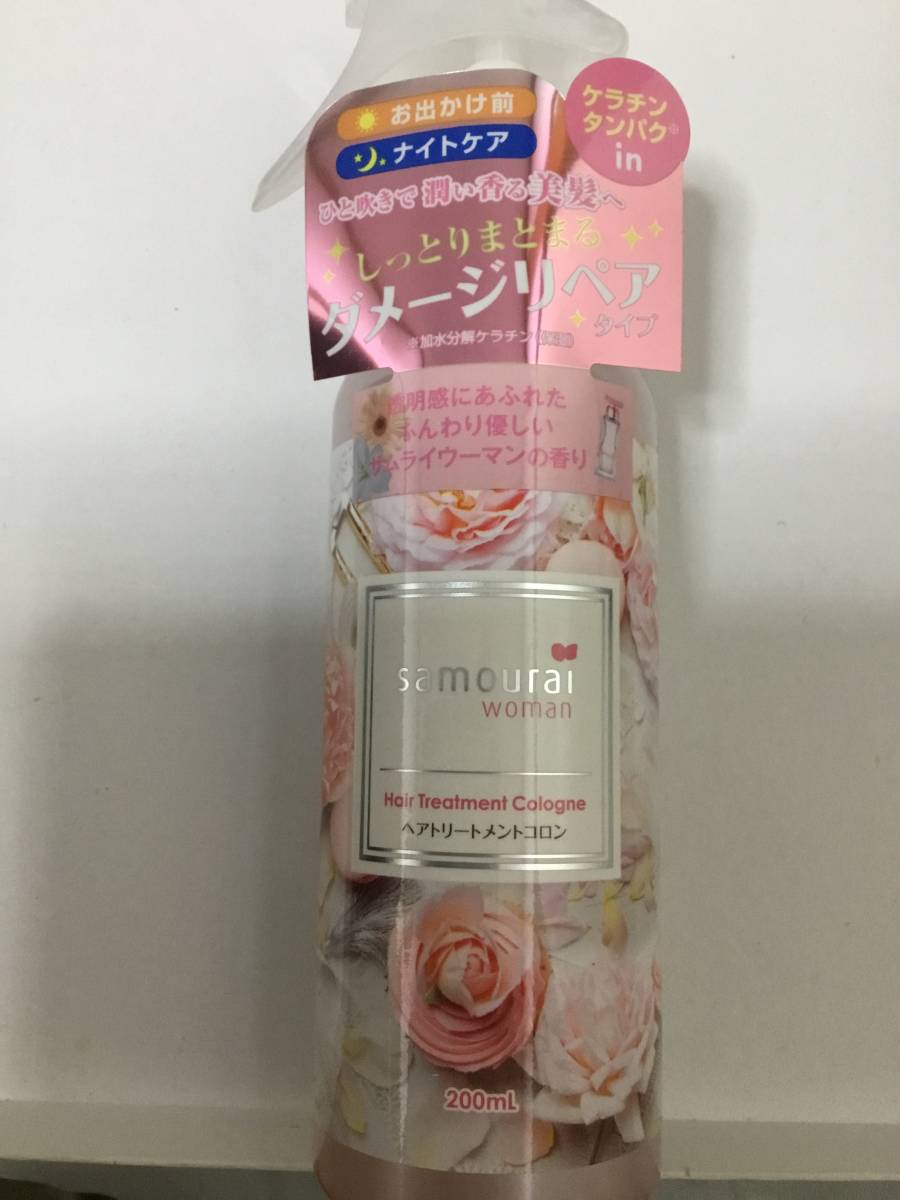 お出かけ前
ナイトケア
ケラチン
タンパク※
in
ひと吹きで潤い香る美髪へ
しっとりまとまる
ダメージリペア
タイプ
※加水分解ケラチン
透明感にあふれた
ふんわり優しい
サムライウーマンの香り
samourai
woman
Hair Treatment Cologne
ヘアトリートメントコロン
200mL